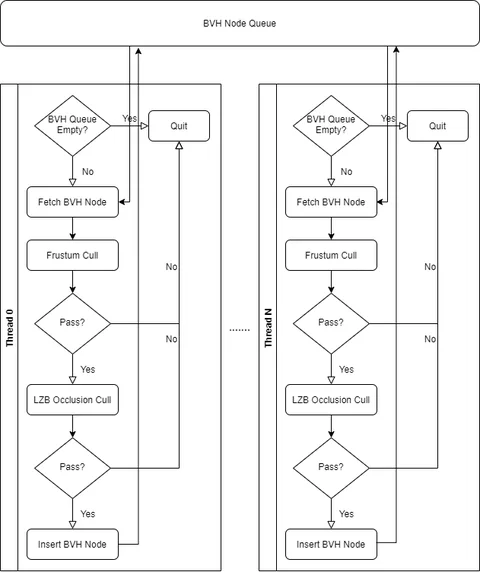 BVH Node Queue
Thread 0
BVH Queue
Empty?
Yes
Quit
No
Fetch BVH Node
Frustum Cull
No
Pass?
No
Yes
LZB Occlusion Cull
Pass?
Yes
Insert BVH Node
.......
Thread N
BVH Queue
Empty?
Yes
Quit
No
Fetch BVH Node
Frustum Cull
No
Pass?
No
Yes
LZB Occlusion Cull
Pass?
Yes
Insert BVH Node